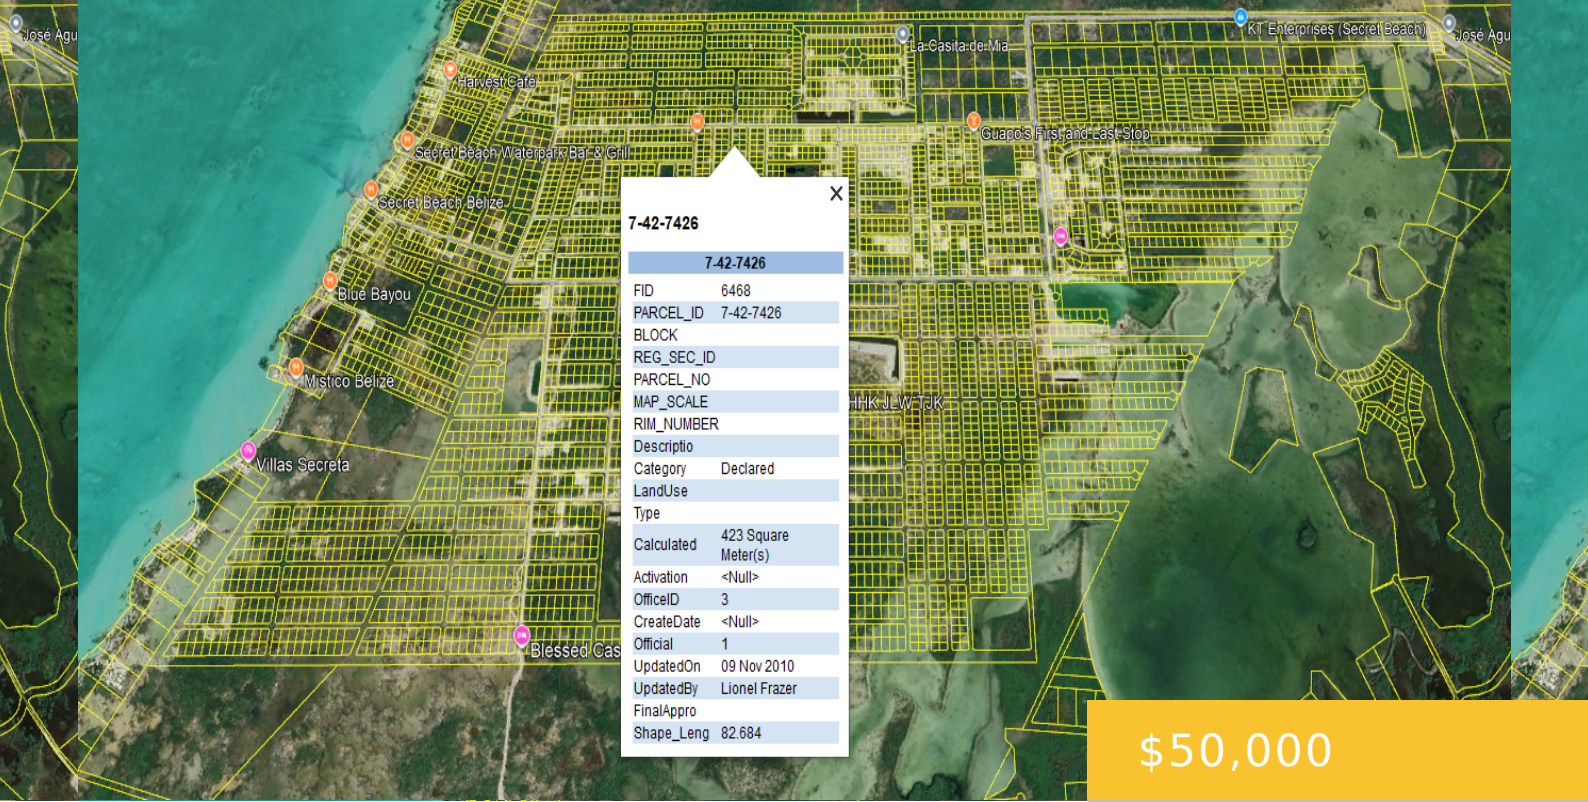 José Agu
KT Enterprises (Secret Beach)
José Agu
La Casita de Mia
Harvest Cafe
Guapo's First and Last Stop
Secret Beach Waterpark Bar & Grill
Secret Beach Belize
Blue Bayou
Mistico Belize
HHK JLW TJK
Villas Secreta
Blessed Cas
X
7-42-7426
7-42-7426
FID 6468
PARCEL_ID 7-42-7426
BLOCK
REG_SEC_ID
PARCEL_NO
MAP_SCALE
RIM_NUMBER
Descriptio
Category Declared
LandUse
Type
Calculated 423 Square
Meter(s)
Activation <Null>
OfficeID 3
CreateDate <Null>
Official 1
UpdatedOn 09 Nov 2010
UpdatedBy Lionel Frazer
FinalAppro
Shape_Leng 82.684
$50,000